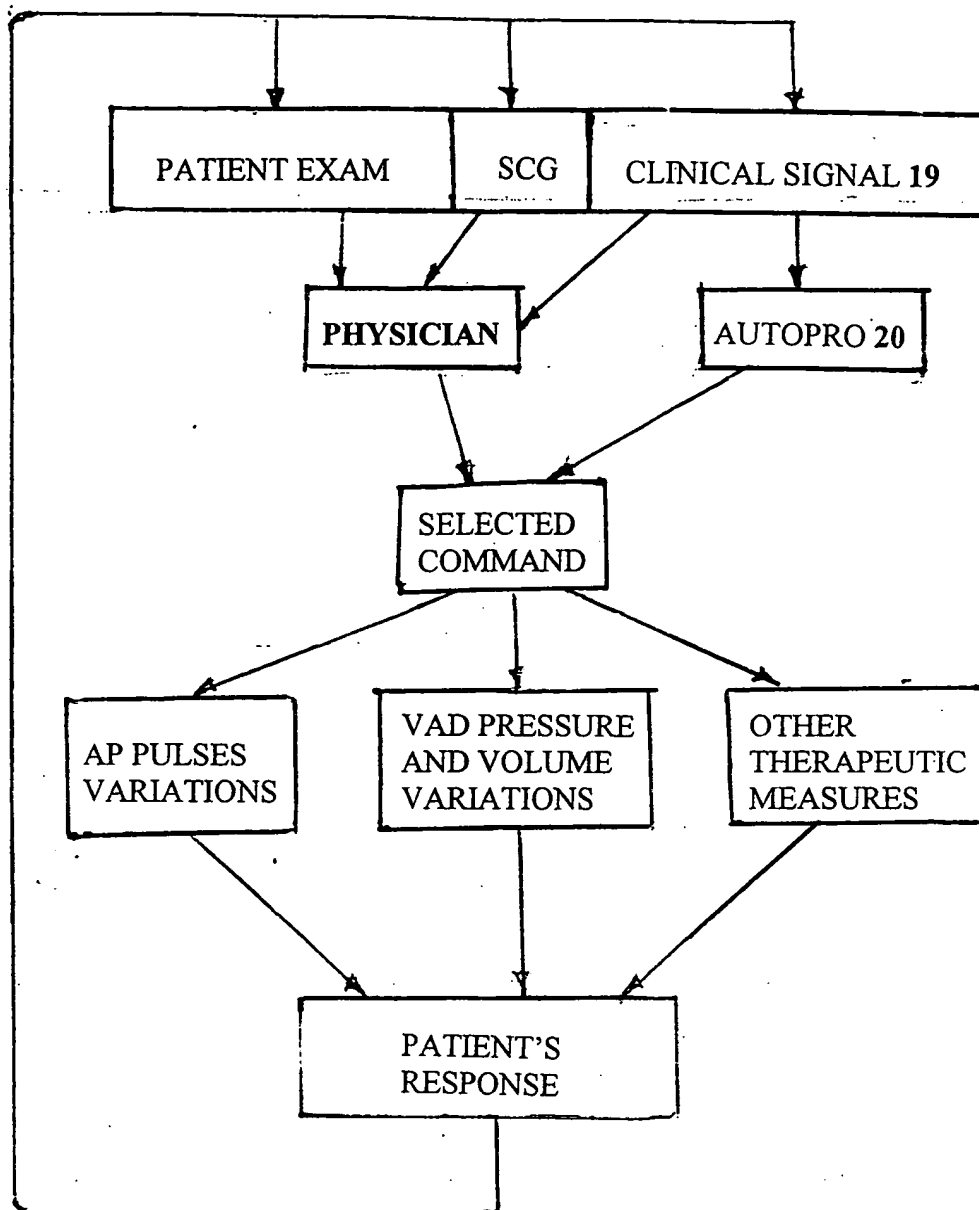 PATIENT EXAM
SCG
CLINICAL SIGNAL 19
PHYSICIAN
AUTOPRO 20
SELECTED
COMMAND
AP PULSES
VARIATIONS
VAD PRESSURE
AND VOLUME
VARIATIONS
OTHER
THERAPEUTIC
MEASURES
PATIENT'S
RESPONSE